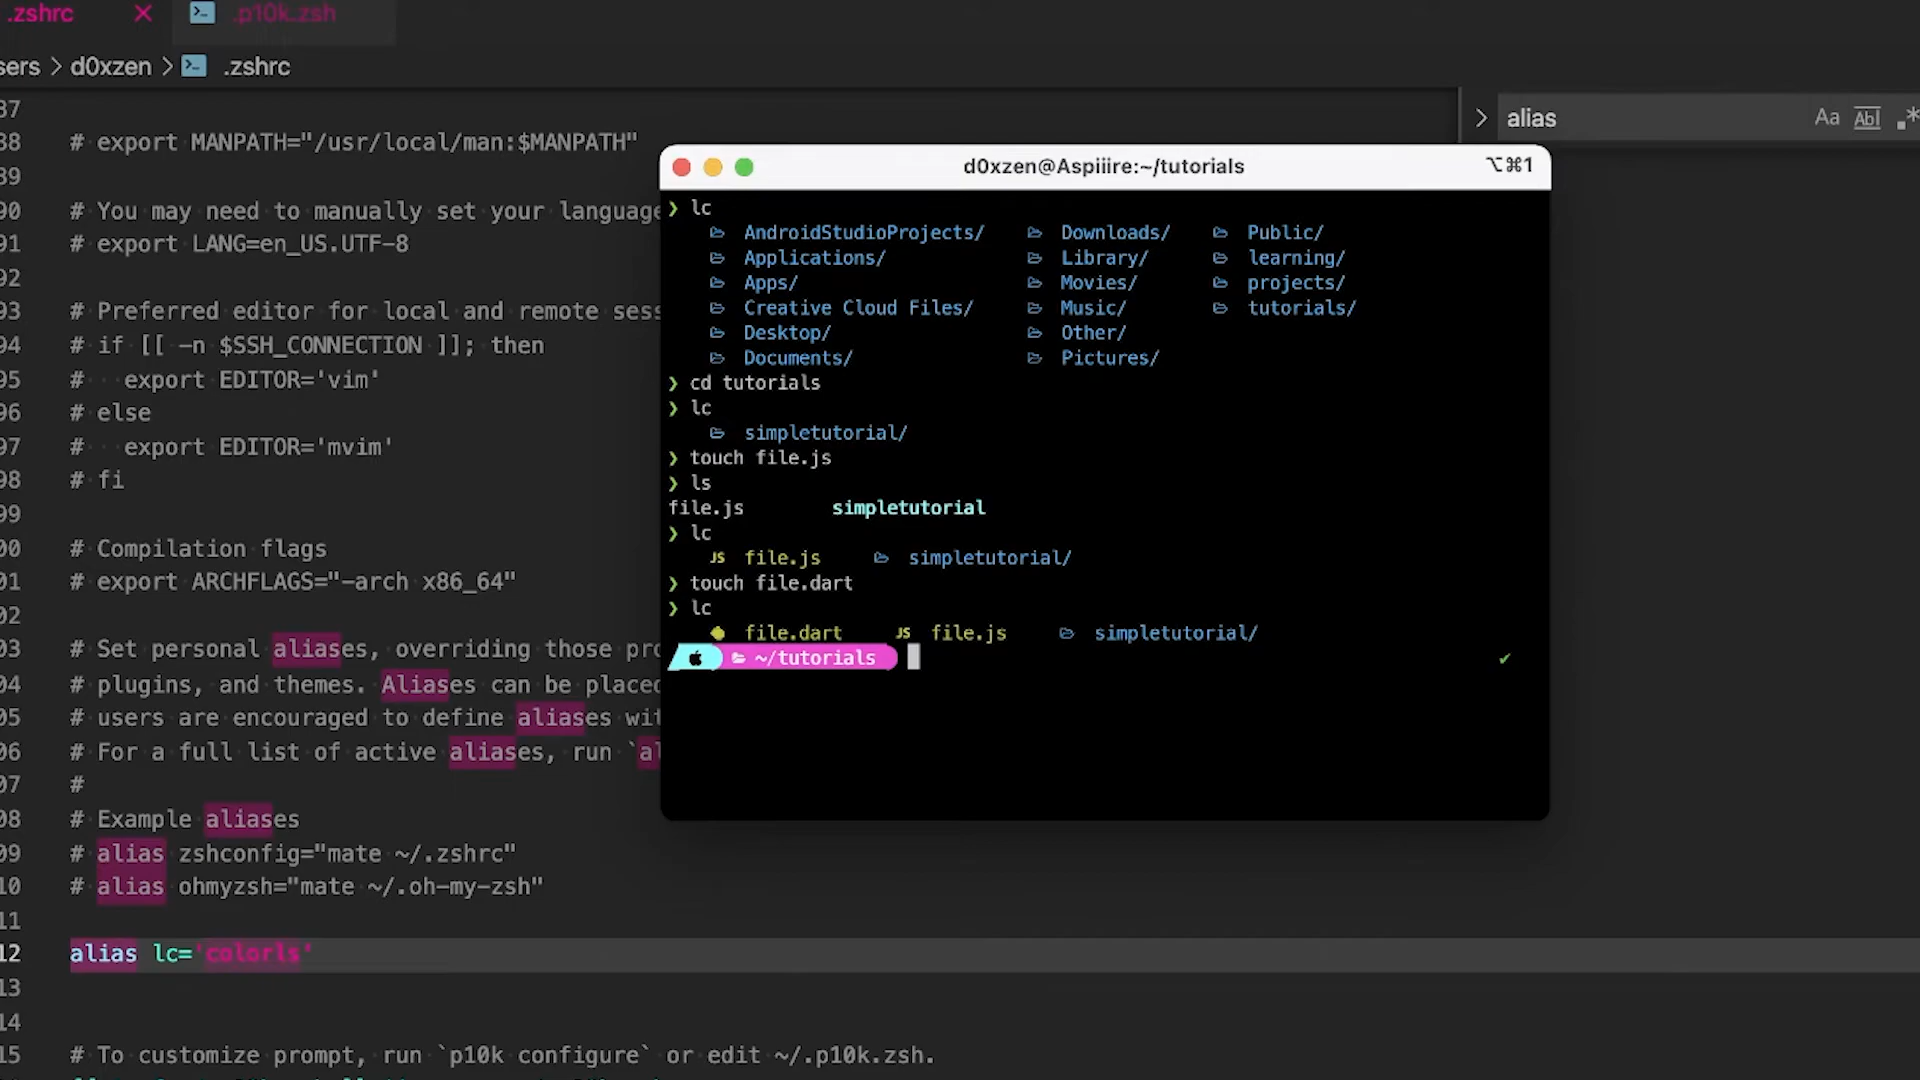 .zshrc
.p10k.zsh
sers > d0xzen > .zshrc
alias
Aa
Abl
.*
37
38 # export MANPATH="/usr/local/man:$MANPATH"
39
90 # You may need to manually set your language
91 # export LANG=en_US.UTF-8
92
93 # Preferred editor for local and remote sess
94 # if [[ -n $SSH_CONNECTION ]]; then
95 #   export EDITOR='vim'
96 # else
97 #   export EDITOR='mvim'
98 # fi
99
00 # Compilation flags
01 # export ARCHFLAGS="-arch x86_64"
02
03 # Set personal aliases, overriding those pro
04 # plugins, and themes. Aliases can be placed
05 # users are encouraged to define aliases wit
06 # For a full list of active aliases, run `al
07 #
08 # Example aliases
09 # alias zshconfig="mate ~/.zshrc"
10 # alias ohmyzsh="mate ~/.oh-my-zsh"
11
12 alias lc='colorls'
13
14
15 # To customize prompt, run `p10k configure` or edit ~/.p10k.zsh.
d0xzen@Aspiiire:~/tutorials
⌥⌘1
❯ lc
AndroidStudioProjects/ Downloads/ Public/
Applications/ Library/ learning/
Apps/ Movies/ projects/
Creative Cloud Files/ Music/ tutorials/
Desktop/ Other/
Documents/ Pictures/
❯ cd tutorials
❯ lc
simpletutorial/
❯ touch file.js
❯ ls
file.js simpletutorial
❯ lc
JS file.js simpletutorial/
❯ touch file.dart
❯ lc
file.dart JS file.js simpletutorial/
~/tutorials ✔